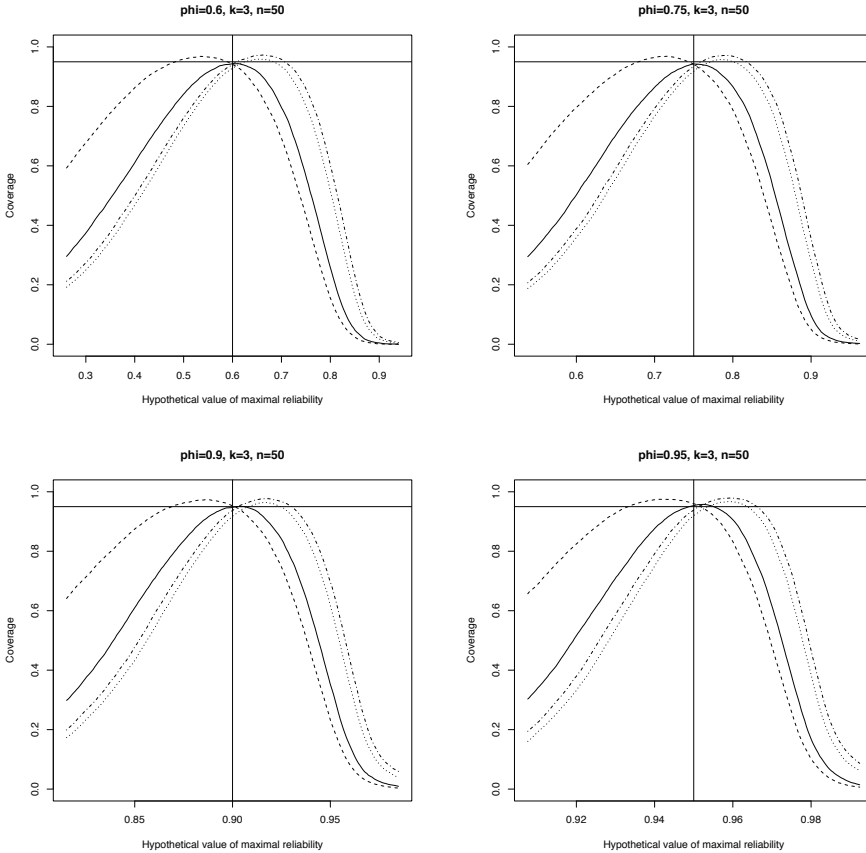 phi=0.6, k=3, n=50
Coverage
1.0
0.8
0.6
0.4
0.2
0.0
0.3 0.4 0.5 0.6 0.7 0.8 0.9
Hypothetical value of maximal reliability
phi=0.75, k=3, n=50
Coverage
1.0
0.8
0.6
0.4
0.2
0.0
0.6 0.7 0.8 0.9
Hypothetical value of maximal reliability
phi=0.9, k=3, n=50
Coverage
1.0
0.8
0.6
0.4
0.2
0.0
0.85 0.90 0.95
Hypothetical value of maximal reliability
phi=0.95, k=3, n=50
Coverage
1.0
0.8
0.6
0.4
0.2
0.0
0.92 0.94 0.96 0.98
Hypothetical value of maximal reliability